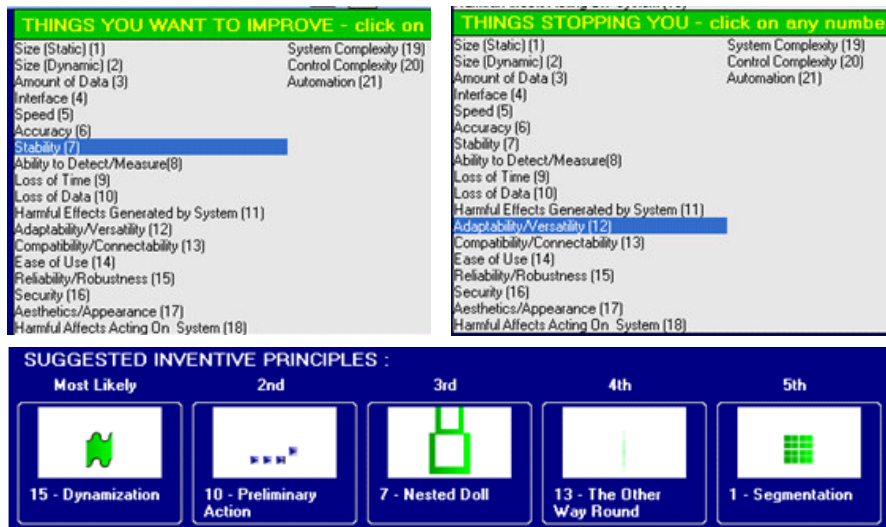 THINGS YOU WANT TO IMPROVE - click on
Size (Static) (1)
Size (Dynamic) (2)
Amount of Data (3)
Interface (4)
Speed (5)
Accuracy (6)
Stability (7)
Ability to Detect/Measure(8)
Loss of Time (9)
Loss of Data (10)
Harmful Effects Generated by System (11)
Adaptability/Versatility (12)
Compatibility/Connectability (13)
Ease of Use (14)
Reliability/Robustness (15)
Security (16)
Aesthetics/Appearance (17)
Harmful Affects Acting On System (18)
System Complexity (19)
Control Complexity (20)
Automation (21)
THINGS STOPPING YOU - click on any numbe
Size (Static) (1)
Size (Dynamic) (2)
Amount of Data (3)
Interface (4)
Speed (5)
Accuracy (6)
Stability (7)
Ability to Detect/Measure(8)
Loss of Time (9)
Loss of Data (10)
Harmful Effects Generated by System (11)
Adaptability/Versatility (12)
Compatibility/Connectability (13)
Ease of Use (14)
Reliability/Robustness (15)
Security (16)
Aesthetics/Appearance (17)
Harmful Affects Acting On System (18)
System Complexity (19)
Control Complexity (20)
Automation (21)
SUGGESTED INVENTIVE PRINCIPLES :
Most Likely
2nd
3rd
4th
5th
15 - Dynamization
10 - Preliminary
Action
7 - Nested Doll
13 - The Other
Way Round
1 - Segmentation